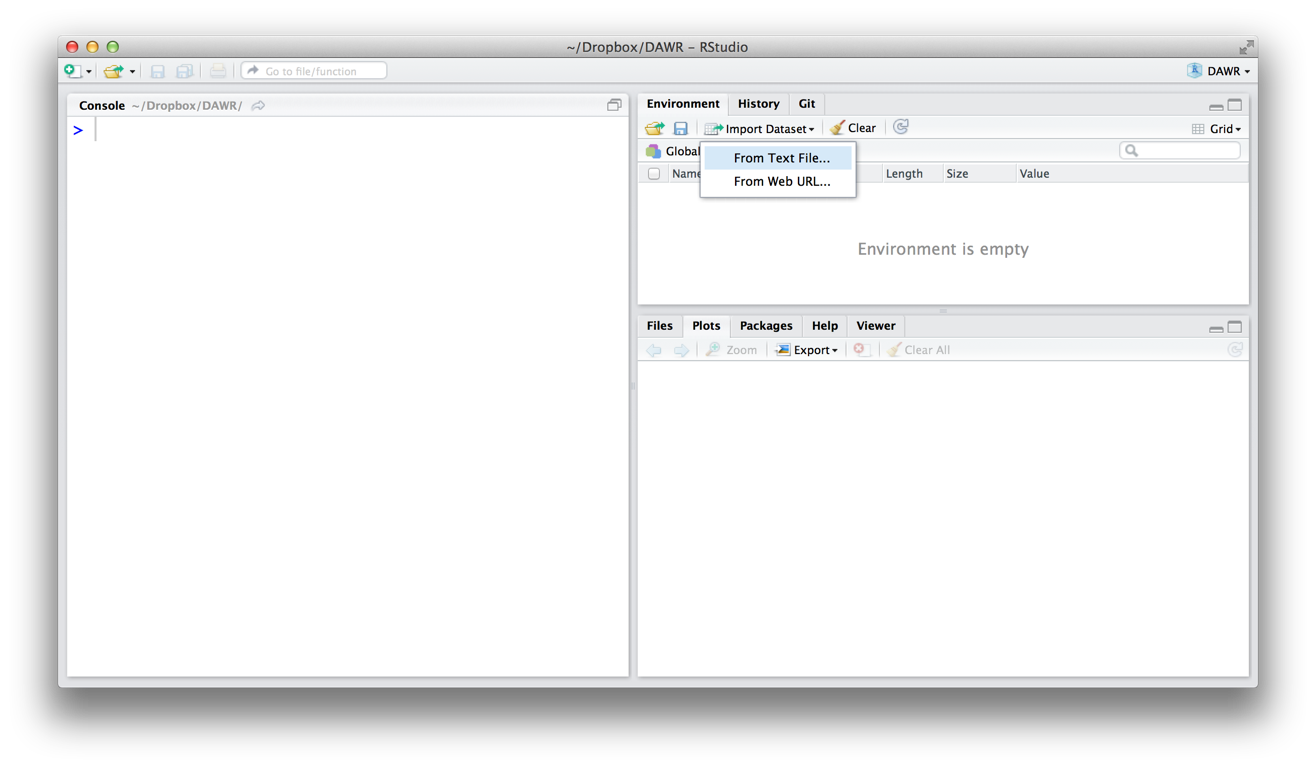 ~/Dropbox/DAWR – RStudio
Go to file/function
DAWR
Console ~/Dropbox/DAWR/
>
Environment History Git
Import Dataset Clear Grid
Global
From Text File...
From Web URL...
Name Length Size Value
Environment is empty
Files Plots Packages Help Viewer
Zoom Export Clear All